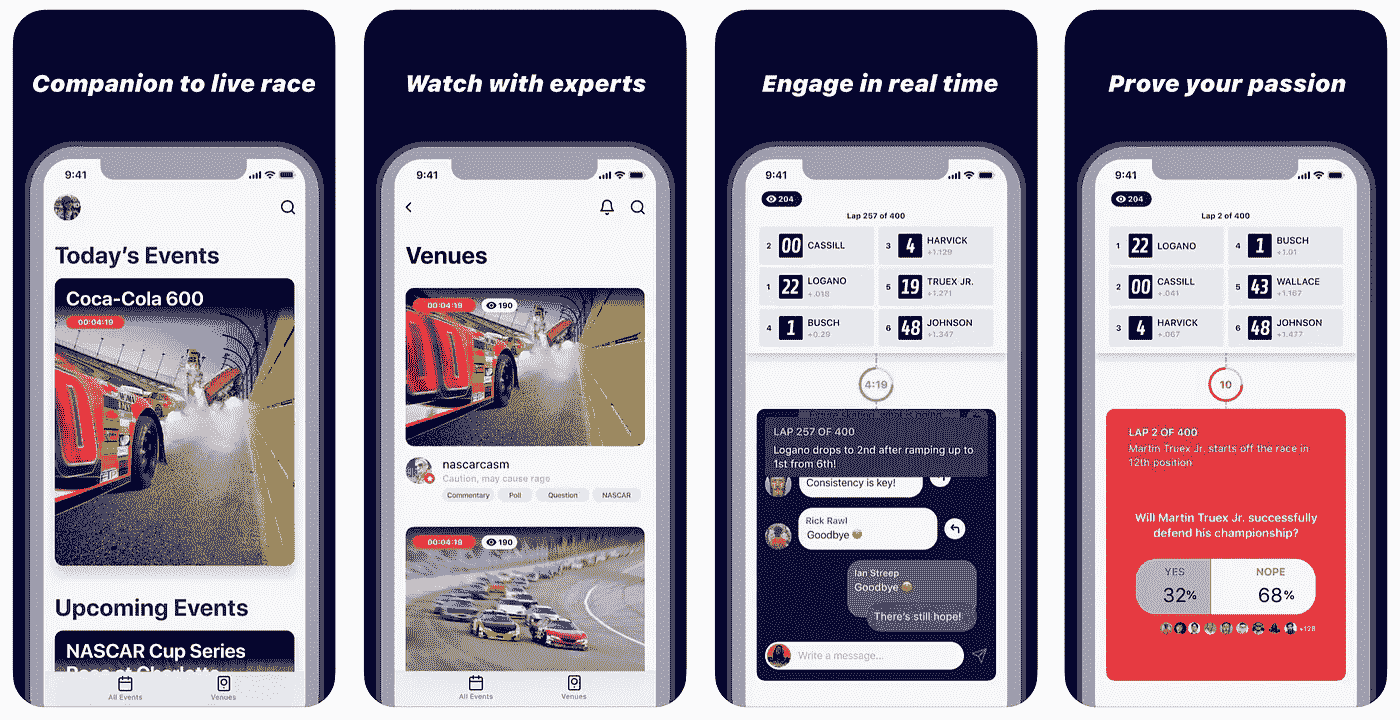 Companion to live race
9:41
Today's Events
Coca-Cola 600
00:04:19
Upcoming Events
NASCAR Cup Series
All Events
Venues
Watch with experts
9:41
Venues
00:04:19
190
nascarcasm
Caution, may cause rage
Commentary
Poll
Question
NASCAR
00:04:19
190
All Events
Venues
Engage in real time
9:41
204
Lap 257 of 400
2 00 CASSILL
3 4 HARVICK
+1.129
1 22 LOGANO
+.018
5 19 TRUEX JR.
+1.271
4 1 BUSCH
+0.29
6 48 JOHNSON
+1.347
4:19
LAP 257 OF 400
Logano drops to 2nd after ramping up to
1st from 6th!
Consistency is key!
Rick Rawl
Goodbye
Ian Streep
Goodbye
There's still hope!
Write a message...
Prove your passion
9:41
204
Lap 2 of 400
1 22 LOGANO
4 1 BUSCH
+1.01
2 00 CASSILL
+.041
5 43 WALLACE
+1.167
3 4 HARVICK
+.067
6 48 JOHNSON
+1.477
10
LAP 2 OF 400
Martin Truex Jr. starts off the race in
12th position
Will Martin Truex Jr. successfully
defend his championship?
YES
NOPE
32%
68%
+128